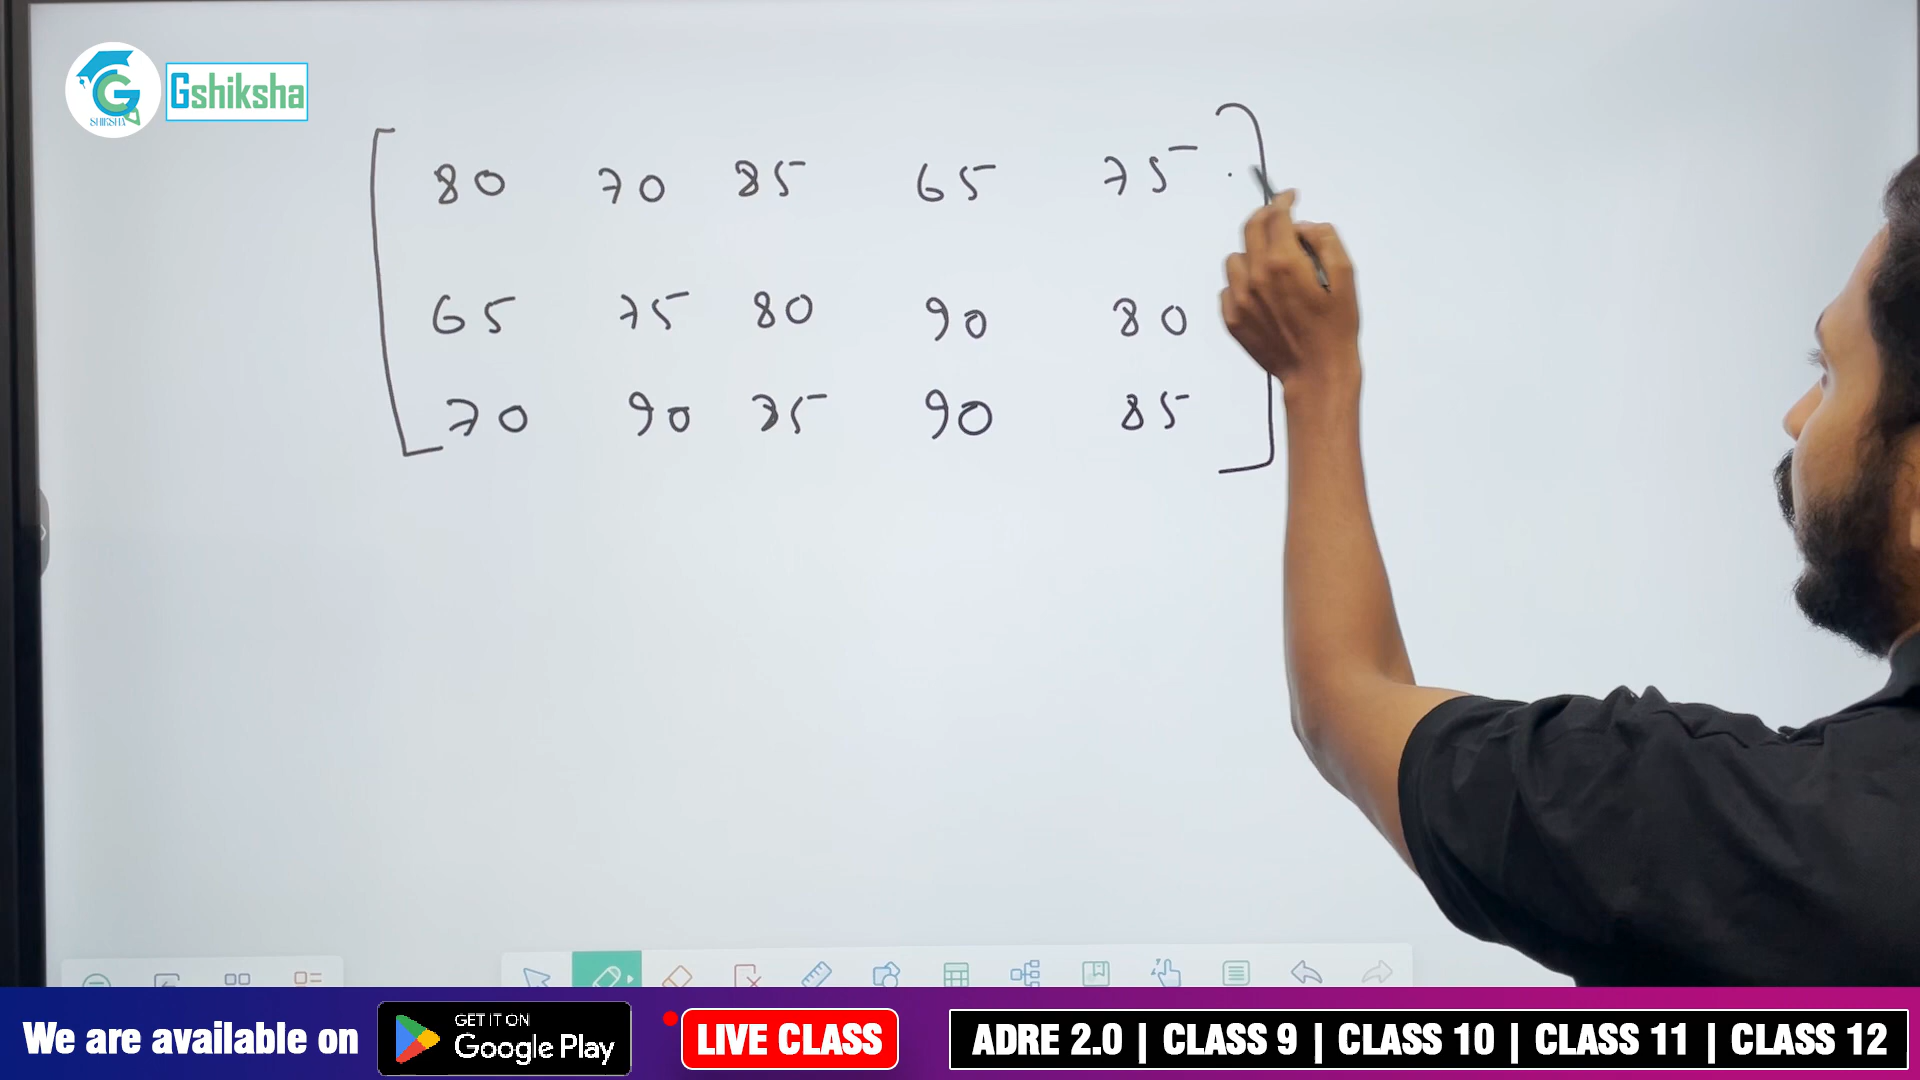 Gshiksha
SHIKSHA
80 70 85 65 75
65 75 80 90 80
70 90 75 90 85
We are available on
GET IT ON
Google Play
LIVE CLASS
ADRE 2.0 | CLASS 9 | CLASS 10 | CLASS 11 | CLASS 12